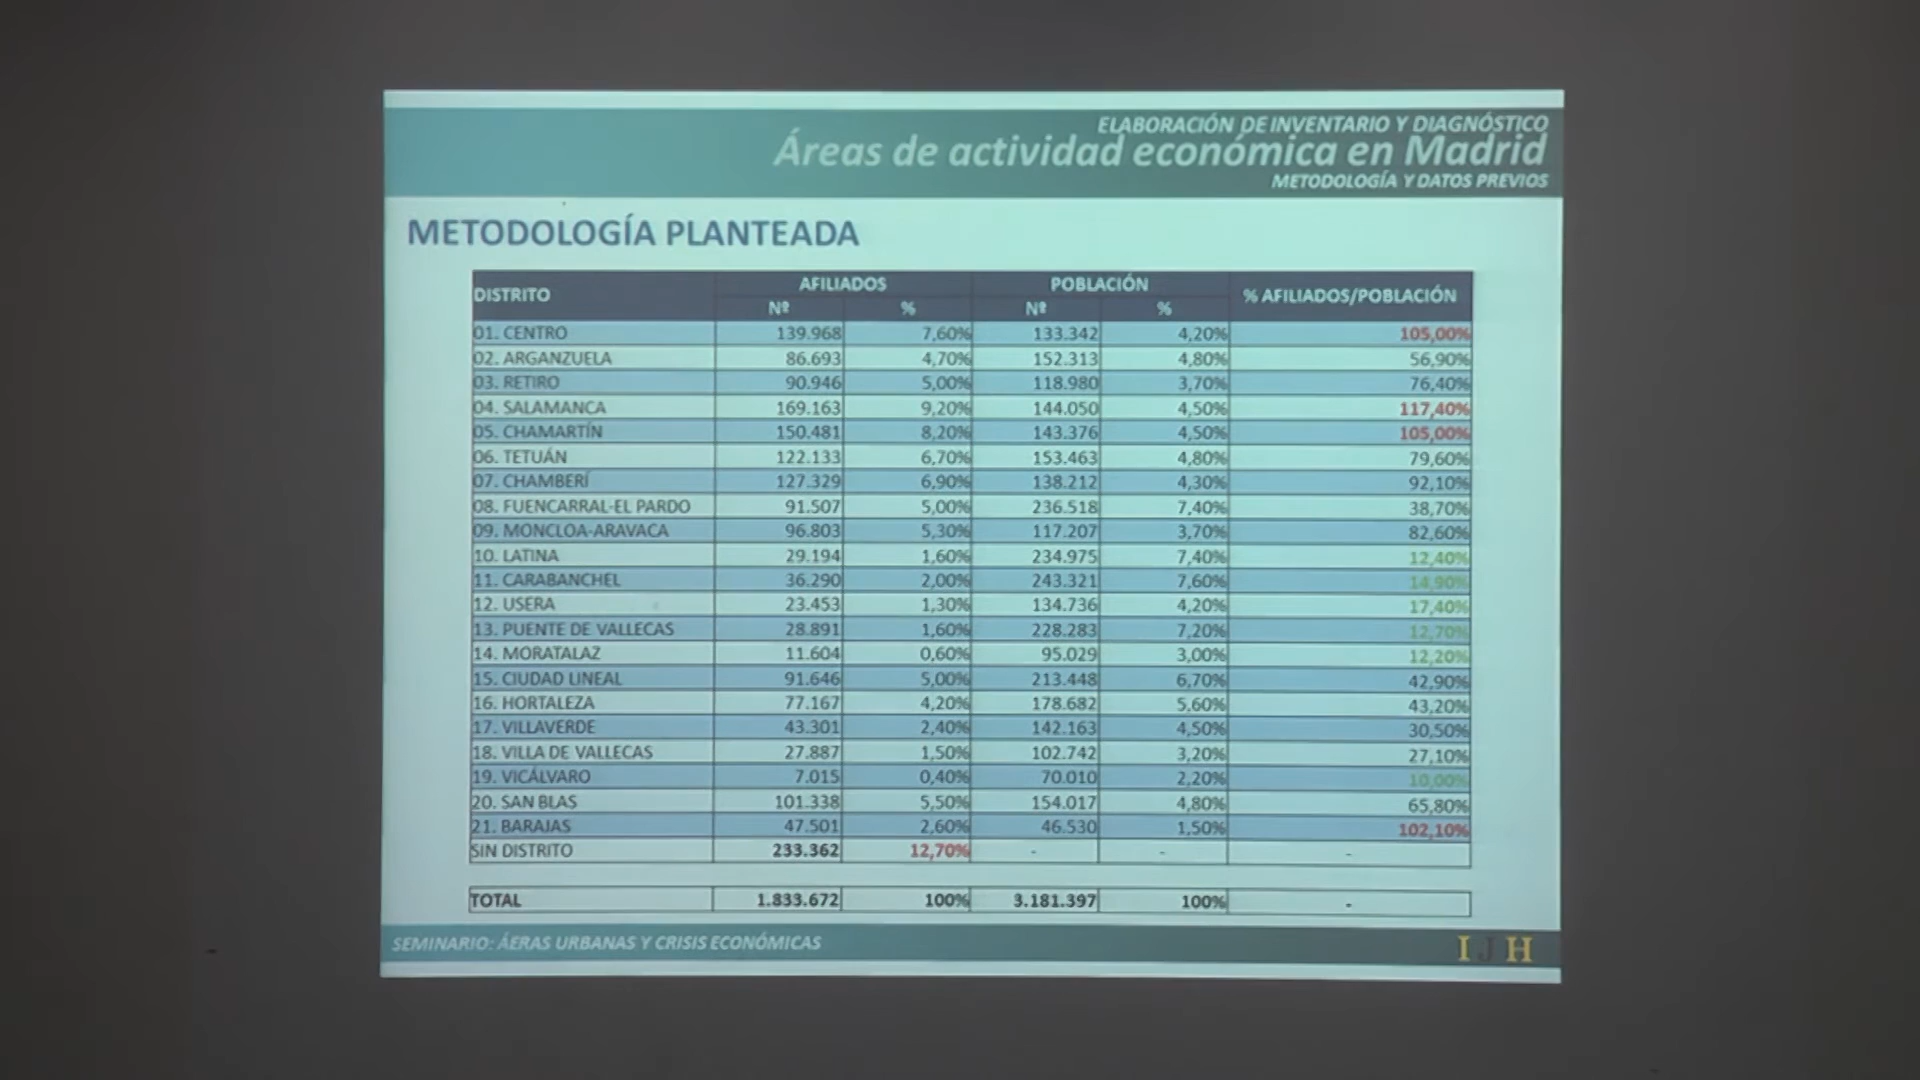 ELABORACIÓN DE INVENTARIO Y DIAGNÓSTICO
Áreas de actividad económica en Madrid
METODOLOGÍA Y DATOS PREVIOS
METODOLOGÍA PLANTEADA
DISTRITO AFILIADOS POBLACIÓN % AFILIADOS/POBLACIÓN
Nº % Nº %
01. CENTRO 139.968 7,60% 133.342 4,20% 105,00%
02. ARGANZUELA 86.693 4,70% 152.313 4,80% 56,90%
03. RETIRO 90.946 5,00% 118.980 3,70% 76,40%
04. SALAMANCA 169.163 9,20% 144.050 4,50% 117,40%
05. CHAMARTÍN 150.481 8,20% 143.376 4,50% 105,00%
06. TETUÁN 122.133 6,70% 153.463 4,80% 79,60%
07. CHAMBERÍ 127.329 6,90% 138.212 4,30% 92,10%
08. FUENCARRAL-EL PARDO 91.507 5,00% 236.518 7,40% 38,70%
09. MONCLOA-ARAVACA 96.803 5,30% 117.207 3,70% 82,60%
10. LATINA 29.194 1,60% 234.975 7,40% 12,40%
11. CARABANCHEL 36.290 2,00% 243.321 7,60% 14,90%
12. USERA 23.453 1,30% 134.736 4,20% 17,40%
13. PUENTE DE VALLECAS 28.891 1,60% 228.283 7,20% 12,70%
14. MORATALAZ 11.604 0,60% 95.029 3,00% 12,20%
15. CIUDAD LINEAL 91.646 5,00% 213.448 6,70% 42,90%
16. HORTALEZA 77.167 4,20% 178.682 5,60% 43,20%
17. VILLAVERDE 43.301 2,40% 142.163 4,50% 30,50%
18. VILLA DE VALLECAS 27.887 1,50% 102.742 3,20% 27,10%
19. VICÁLVARO 7.015 0,40% 70.010 2,20% 10,00%
20. SAN BLAS 101.338 5,50% 154.017 4,80% 65,80%
21. BARAJAS 47.501 2,60% 46.530 1,50% 102,10%
SIN DISTRITO 233.362 12,70% - - -
TOTAL 1.833.672 100% 3.181.397 100% -
SEMINARIO: ÁERAS URBANAS Y CRISIS ECONÓMICAS
I J H